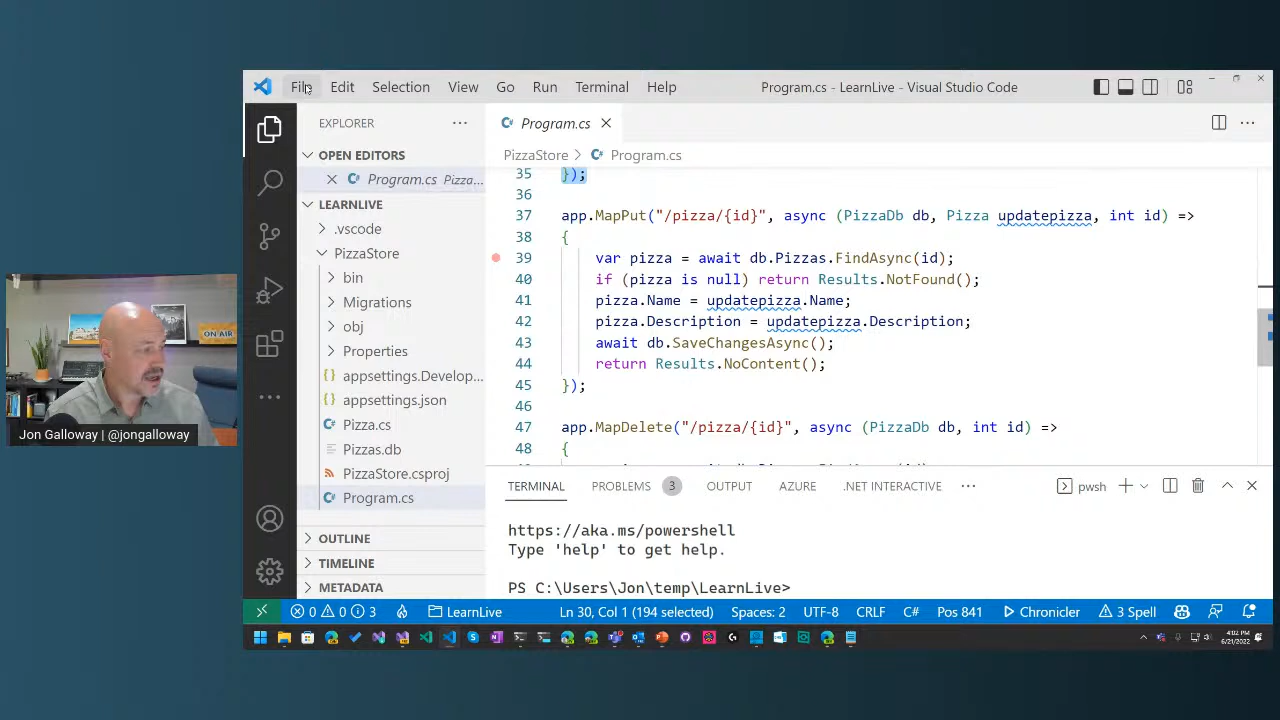 File Edit Selection View Go Run Terminal Help Program.cs - LearnLive - Visual Studio Code
EXPLORER
OPEN EDITORS
Program.cs Pizza...
LEARNLIVE
.vscode
PizzaStore
bin
Migrations
obj
Properties
appsettings.Develop...
appsettings.json
Pizza.cs
Pizzas.db
PizzaStore.csproj
Program.cs
OUTLINE
TIMELINE
METADATA
Program.cs
PizzaStore > Program.cs
35 });
36
37 app.MapPut("/pizza/{id}", async (PizzaDb db, Pizza updatepizza, int id) =>
38 {
39 var pizza = await db.Pizzas.FindAsync(id);
40 if (pizza is null) return Results.NotFound();
41 pizza.Name = updatepizza.Name;
42 pizza.Description = updatepizza.Description;
43 await db.SaveChangesAsync();
44 return Results.NoContent();
45 });
46
47 app.MapDelete("/pizza/{id}", async (PizzaDb db, int id) =>
48 {
TERMINAL PROBLEMS 3 OUTPUT AZURE .NET INTERACTIVE pwsh
https://aka.ms/powershell
Type 'help' to get help.
PS C:\Users\Jon\temp\LearnLive>
0 0 3 LearnLive Ln 30, Col 1 (194 selected) Spaces: 2 UTF-8 CRLF C# Pos 841 Chronicler 3 Spell
4:02 PM
6/21/2022
ON AIR
Jon Galloway | @jongalloway